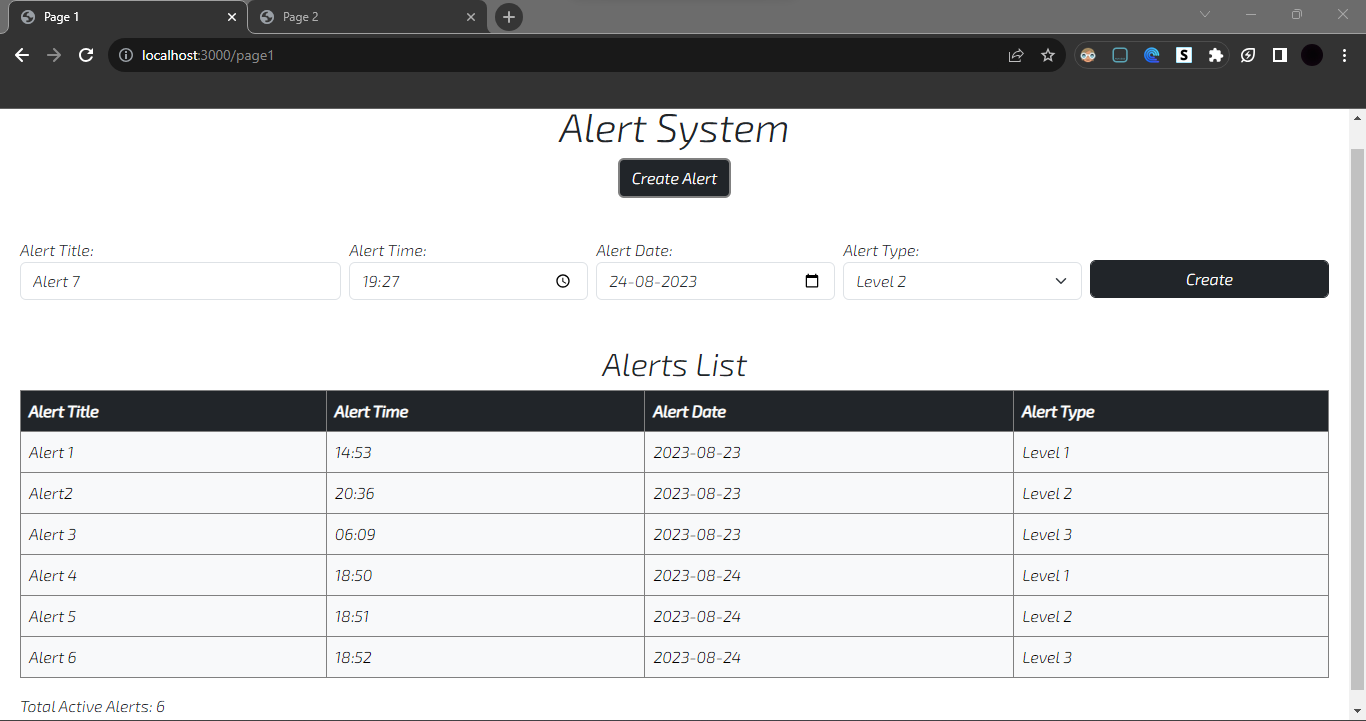 Page 1
Page 2
localhost:3000/page1
S
Alert System
Create Alert
Alert Title: Alert Time: Alert Date: Alert Type:
Alert 7 19:27 24-08-2023 Level 2 Create
Alerts List
Alert Title Alert Time Alert Date Alert Type
Alert 1 14:53 2023-08-23 Level 1
Alert2 20:36 2023-08-23 Level 2
Alert 3 06:09 2023-08-23 Level 3
Alert 4 18:50 2023-08-24 Level 1
Alert 5 18:51 2023-08-24 Level 2
Alert 6 18:52 2023-08-24 Level 3
Total Active Alerts: 6